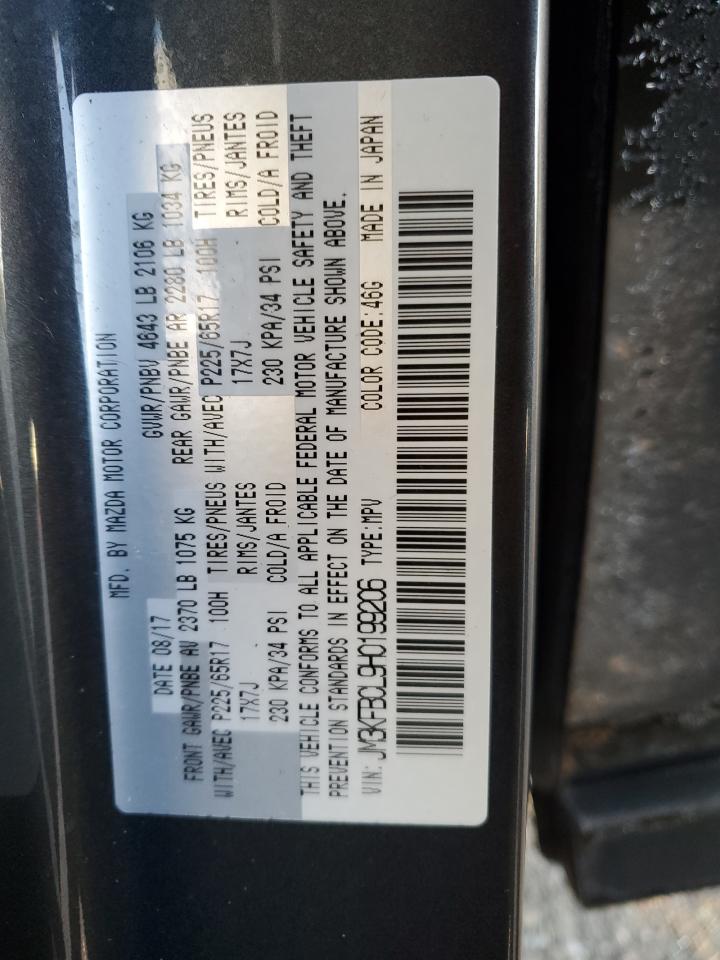 MFD. BY MAZDA MOTOR CORPORATION
DATE 08/17 GVWR/PNBV 4643 LB 2106 KG
FRONT GAWR/PNBE AV 2370 LB 1075 KG REAR GAWR/PNBE AR 2280 LB 1034 KG
WITH/AVEC P225/65R17 100H TIRES/PNEUS WITH/AVEC P225/65R17 100H TIRES/PNEUS
17X7J RIMS/JANTES 17X7J RIMS/JANTES
230 KPA/34 PSI COLD/A FROID 230 KPA/34 PSI COLD/A FROID
THIS VEHICLE CONFORMS TO ALL APPLICABLE FEDERAL MOTOR VEHICLE SAFETY AND THEFT
PREVENTION STANDARDS IN EFFECT ON THE DATE OF MANUFACTURE SHOWN ABOVE.
VIN: JM3KFBCL9H0199206 TYPE:MPV COLOR CODE:46G MADE IN JAPAN